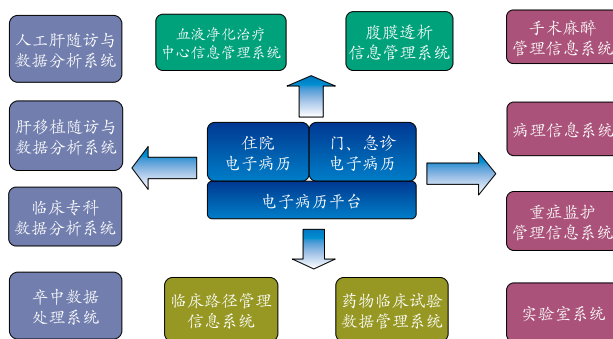 人工肝随访与
数据分析系统
血液净化治疗
中心信息管理系统
腹膜透析
信息管理系统
手术麻醉
管理信息系统
肝移植随访与
数据分析系统
住院
电子病历
门、急诊
电子病历
病理信息系统
电子病历平台
临床专科
数据分析系统
重症监护
管理信息系统
卒中数据
处理系统
临床路径管理
信息系统
药物临床试验
数据管理系统
实验室系统